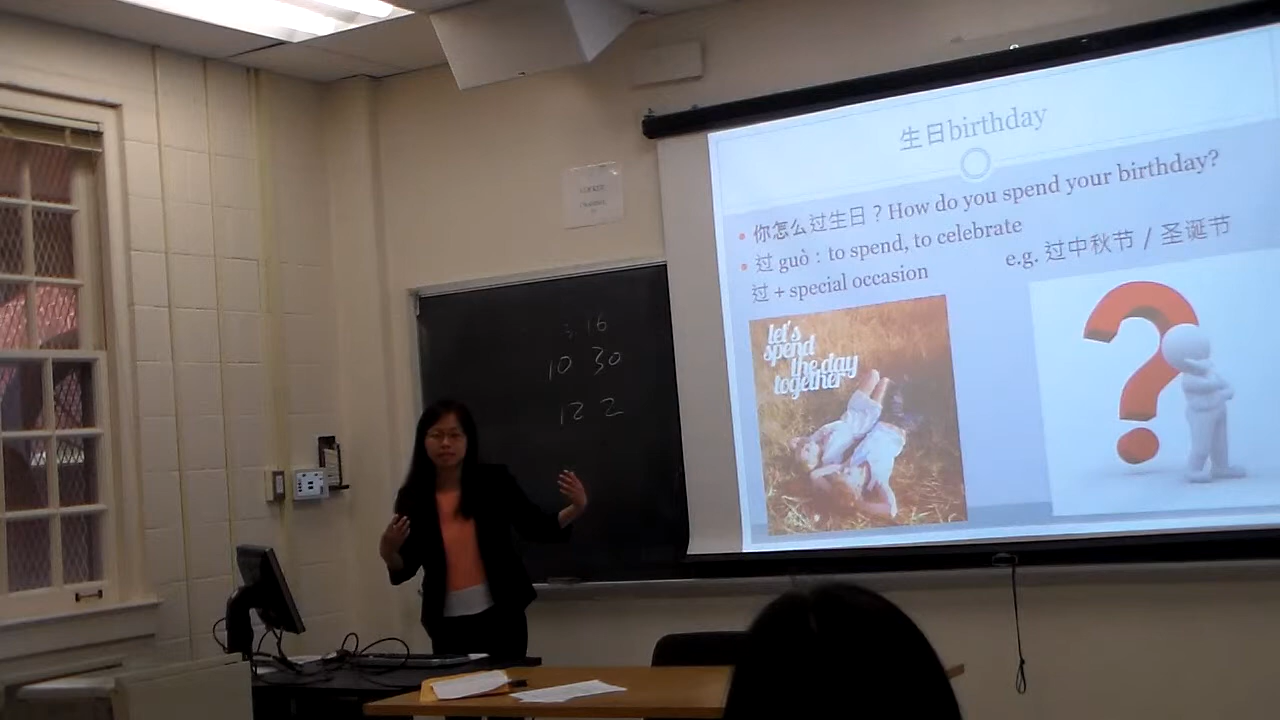 生日birthday
你怎么过生日？How do you spend your birthday?
过 guò：to spend, to celebrate
过 + special occasion
e.g. 过中秋节 / 圣诞节
let's
spend
the day
together
16
10 30
12 2